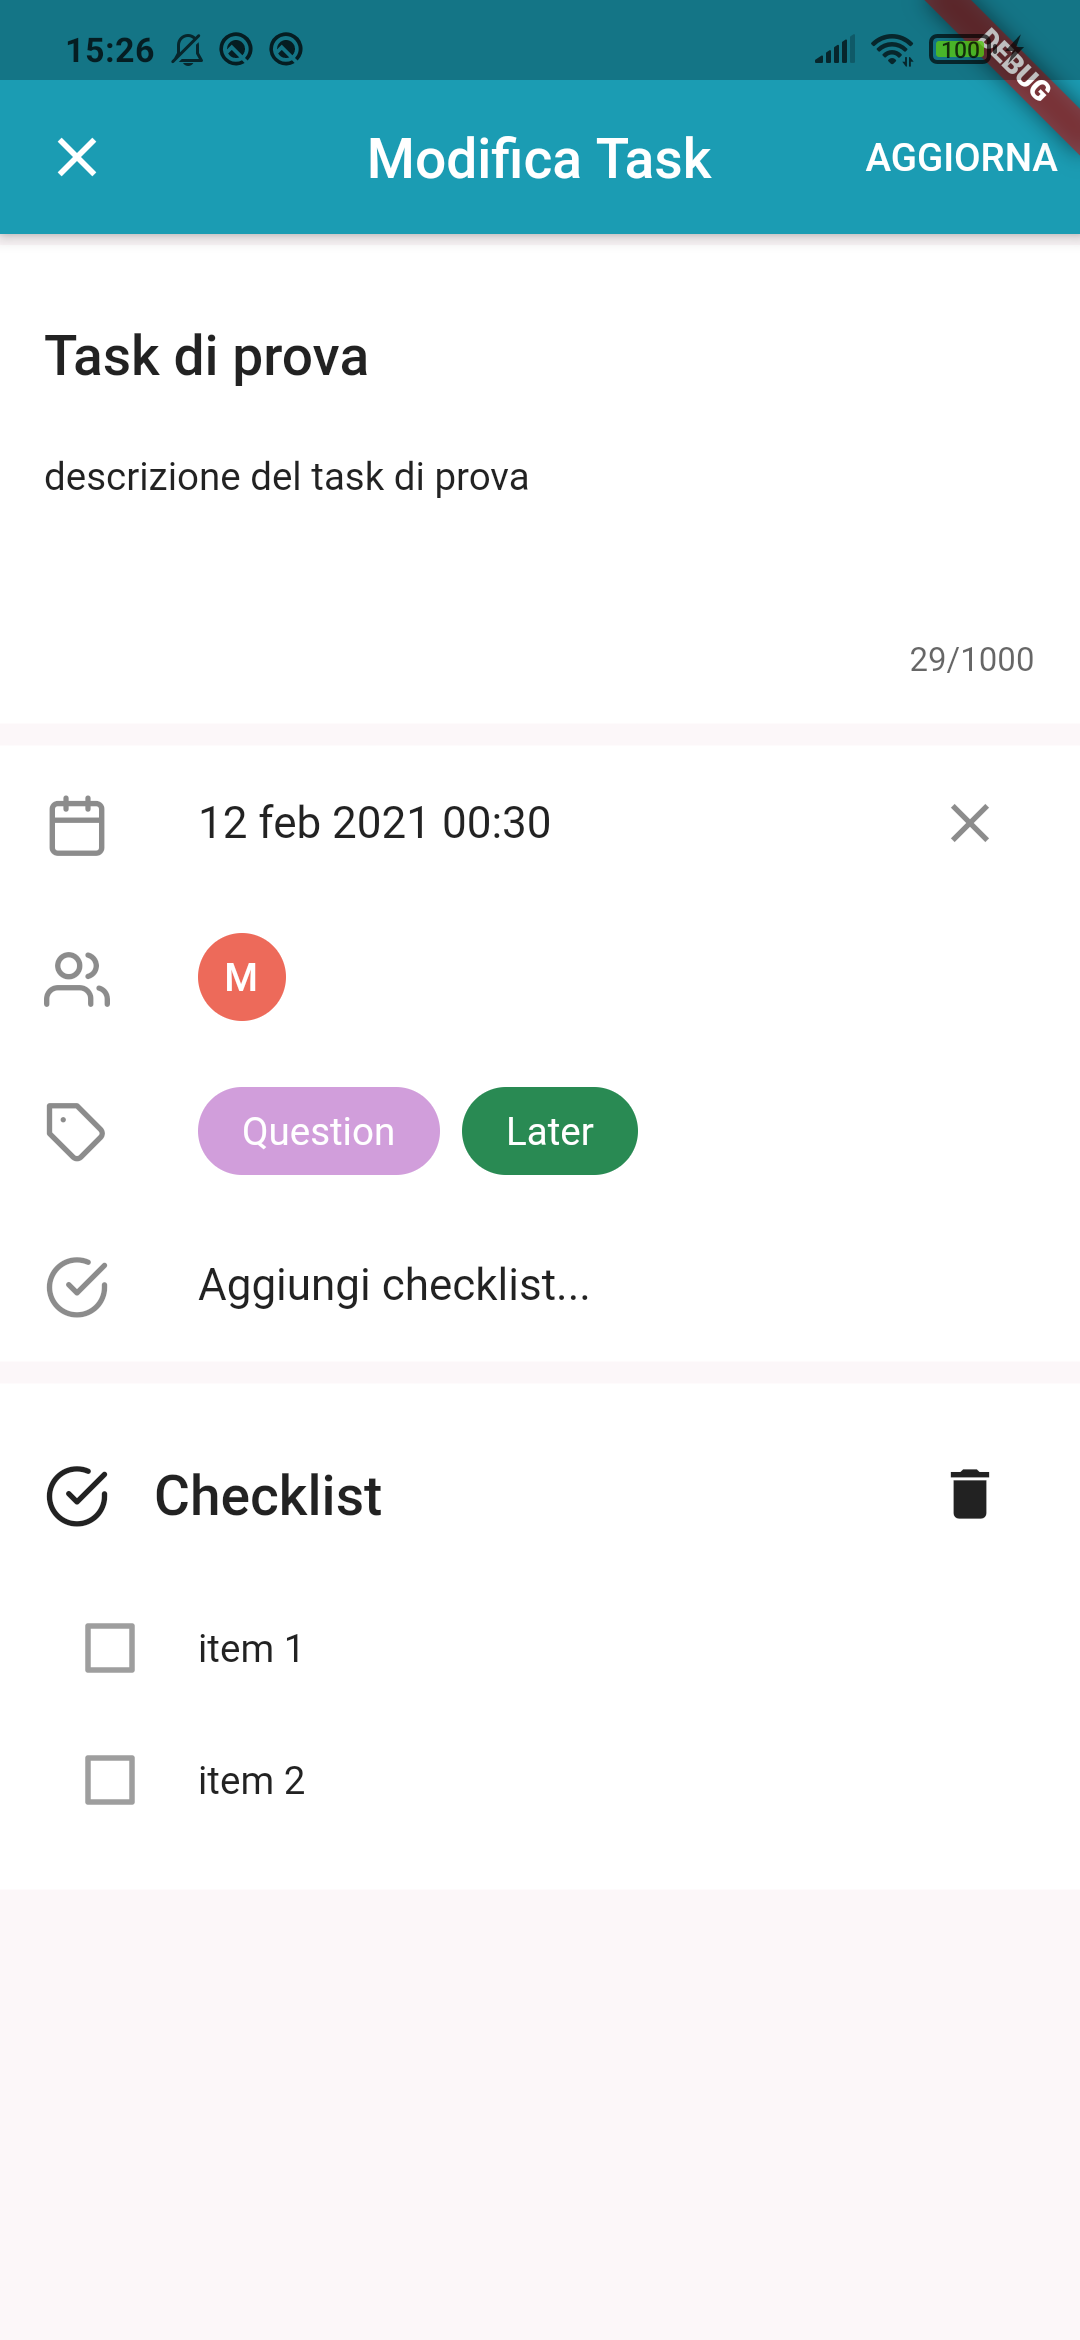 15:26
100
DEBUG
Modifica Task
AGGIORNA
Task di prova
descrizione del task di prova
29/1000
12 feb 2021 00:30
M
Question Later
Aggiungi checklist...
Checklist
item 1
item 2